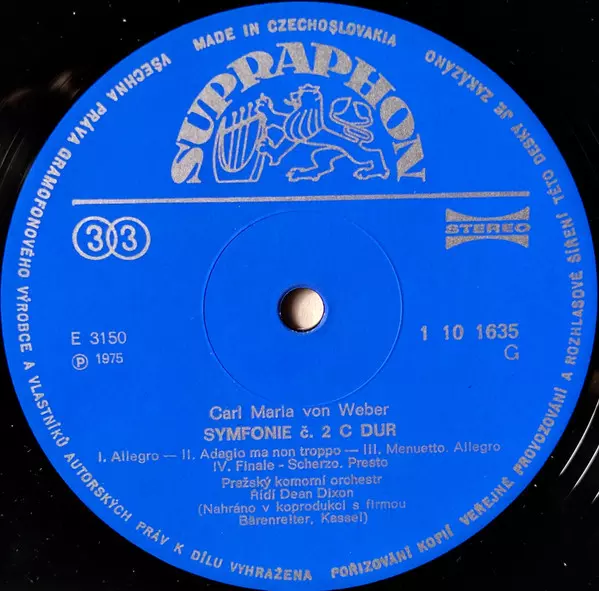 MADE IN CZECHOSLOVAKIA
VŠECHNA PRÁVA GRAMOFONOVÉHO VÝROBCE A VLASTNÍKŮ AUTORSKÝCH PRÁV K DÍLU VYHRAŽENA
POŘIZOVÁNÍ KOPIÍ VEŘEJNÉ PROVOZOVÁNÍ A ROZHLASOVÉ ŠÍŘENÍ TÉTO DESKY JE ZAKÁZÁNO
SUPRAPHON
33
STEREO
E 3150
1 10 1635
Ⓟ 1975
G
Carl Maria von Weber
SYMFONIE č. 2 C DUR
I. Allegro — II. Adagio ma non troppo — III. Menuetto. Allegro
IV. Finale - Scherzo. Presto
Pražský komorní orchestr
Řídí Dean Dixon
(Nahráno v koprodukci s firmou
Bärenreiter, Kassel)